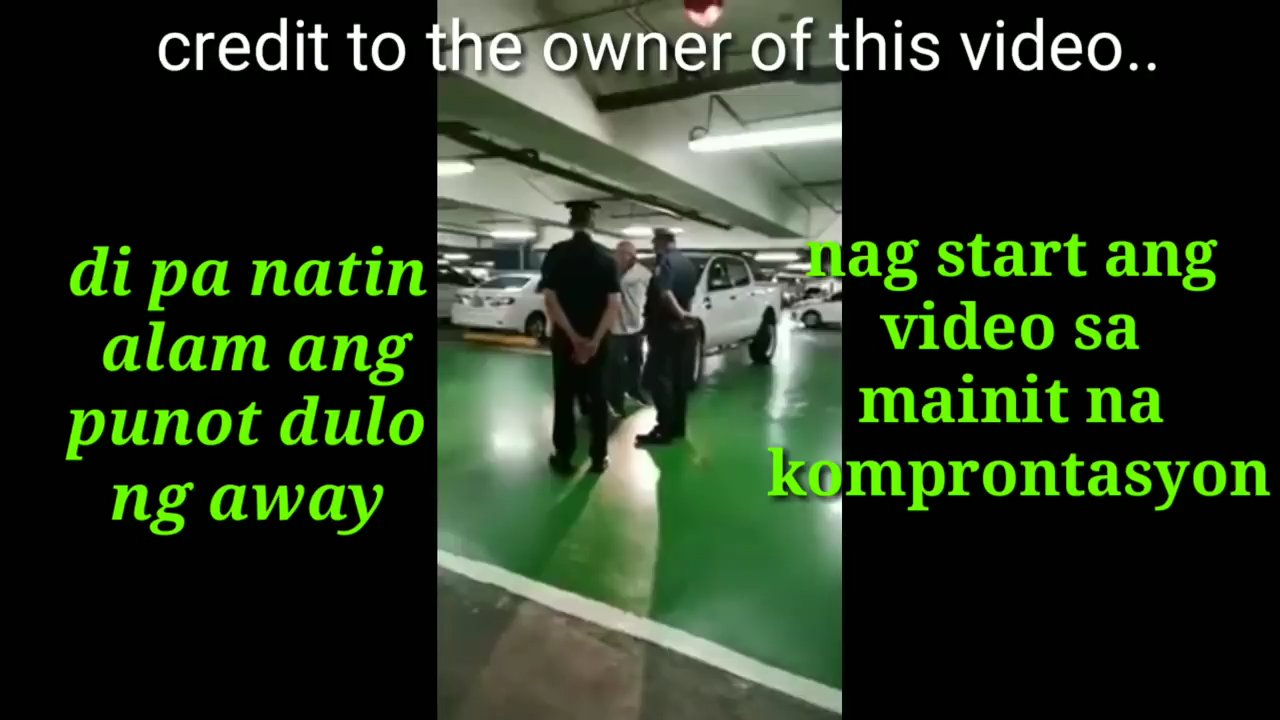 credit to the owner of this video..
di pa natin
alam ang
punot dulo
ng away
nag start ang
video sa
mainit na
komprontasyon